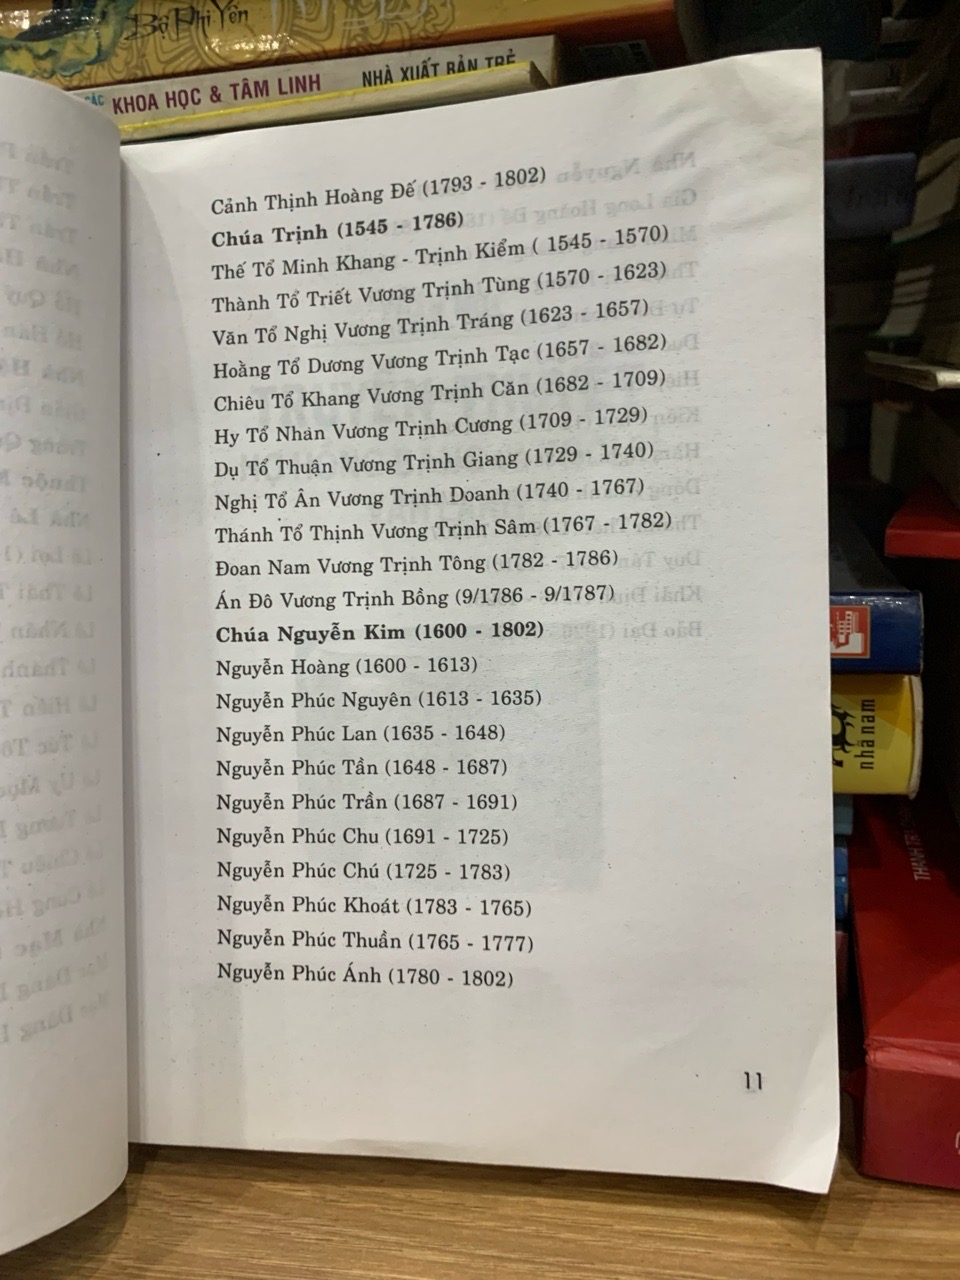 Bộ Phi Yến
CÁC KHOA HỌC & TÂM LINH NHÀ XUẤT BẢN TRẺ
Cảnh Thịnh Hoàng Đế (1793 - 1802)
Chúa Trịnh (1545 - 1786)
Thế Tổ Minh Khang - Trịnh Kiểm ( 1545 - 1570)
Thành Tổ Triết Vương Trịnh Tùng (1570 - 1623)
Văn Tổ Nghị Vương Trịnh Tráng (1623 - 1657)
Hoằng Tổ Dương Vương Trịnh Tạc (1657 - 1682)
Chiêu Tổ Khang Vương Trịnh Căn (1682 - 1709)
Hy Tổ Nhân Vương Trịnh Cương (1709 - 1729)
Dụ Tổ Thuận Vương Trịnh Giang (1729 - 1740)
Nghị Tổ Ân Vương Trịnh Doanh (1740 - 1767)
Thánh Tổ Thịnh Vương Trịnh Sâm (1767 - 1782)
Đoan Nam Vương Trịnh Tông (1782 - 1786)
Án Đô Vương Trịnh Bồng (9/1786 - 9/1787)
Chúa Nguyễn Kim (1600 - 1802)
Nguyễn Hoàng (1600 - 1613)
Nguyễn Phúc Nguyên (1613 - 1635)
Nguyễn Phúc Lan (1635 - 1648)
Nguyễn Phúc Tần (1648 - 1687)
Nguyễn Phúc Trần (1687 - 1691)
Nguyễn Phúc Chu (1691 - 1725)
Nguyễn Phúc Chú (1725 - 1783)
Nguyễn Phúc Khoát (1783 - 1765)
Nguyễn Phúc Thuần (1765 - 1777)
Nguyễn Phúc Ánh (1780 - 1802)
11
nhã nam